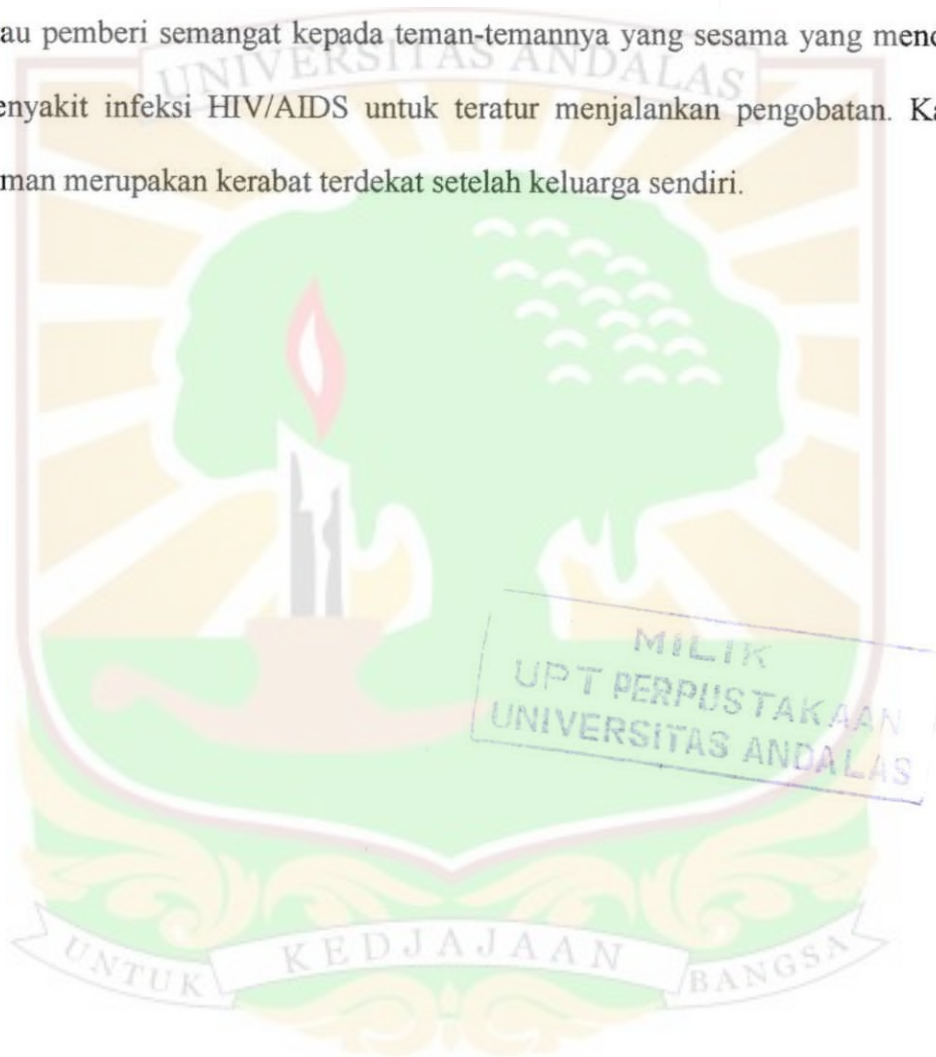 au pemberi semangat kepada teman-temannya yang sesama yang
enyakit infeksi HIV/AIDS untuk teratur menjalankan pengobatan.
man merupakan kerabat terdekat setelah keluarga sendiri.
UNIVERSITAS ANDALAS
MILIK
UPT PERPUSTAKAAN
UNIVERSITAS ANDALAS
UNTUK KEDJAJAAN BANGSA